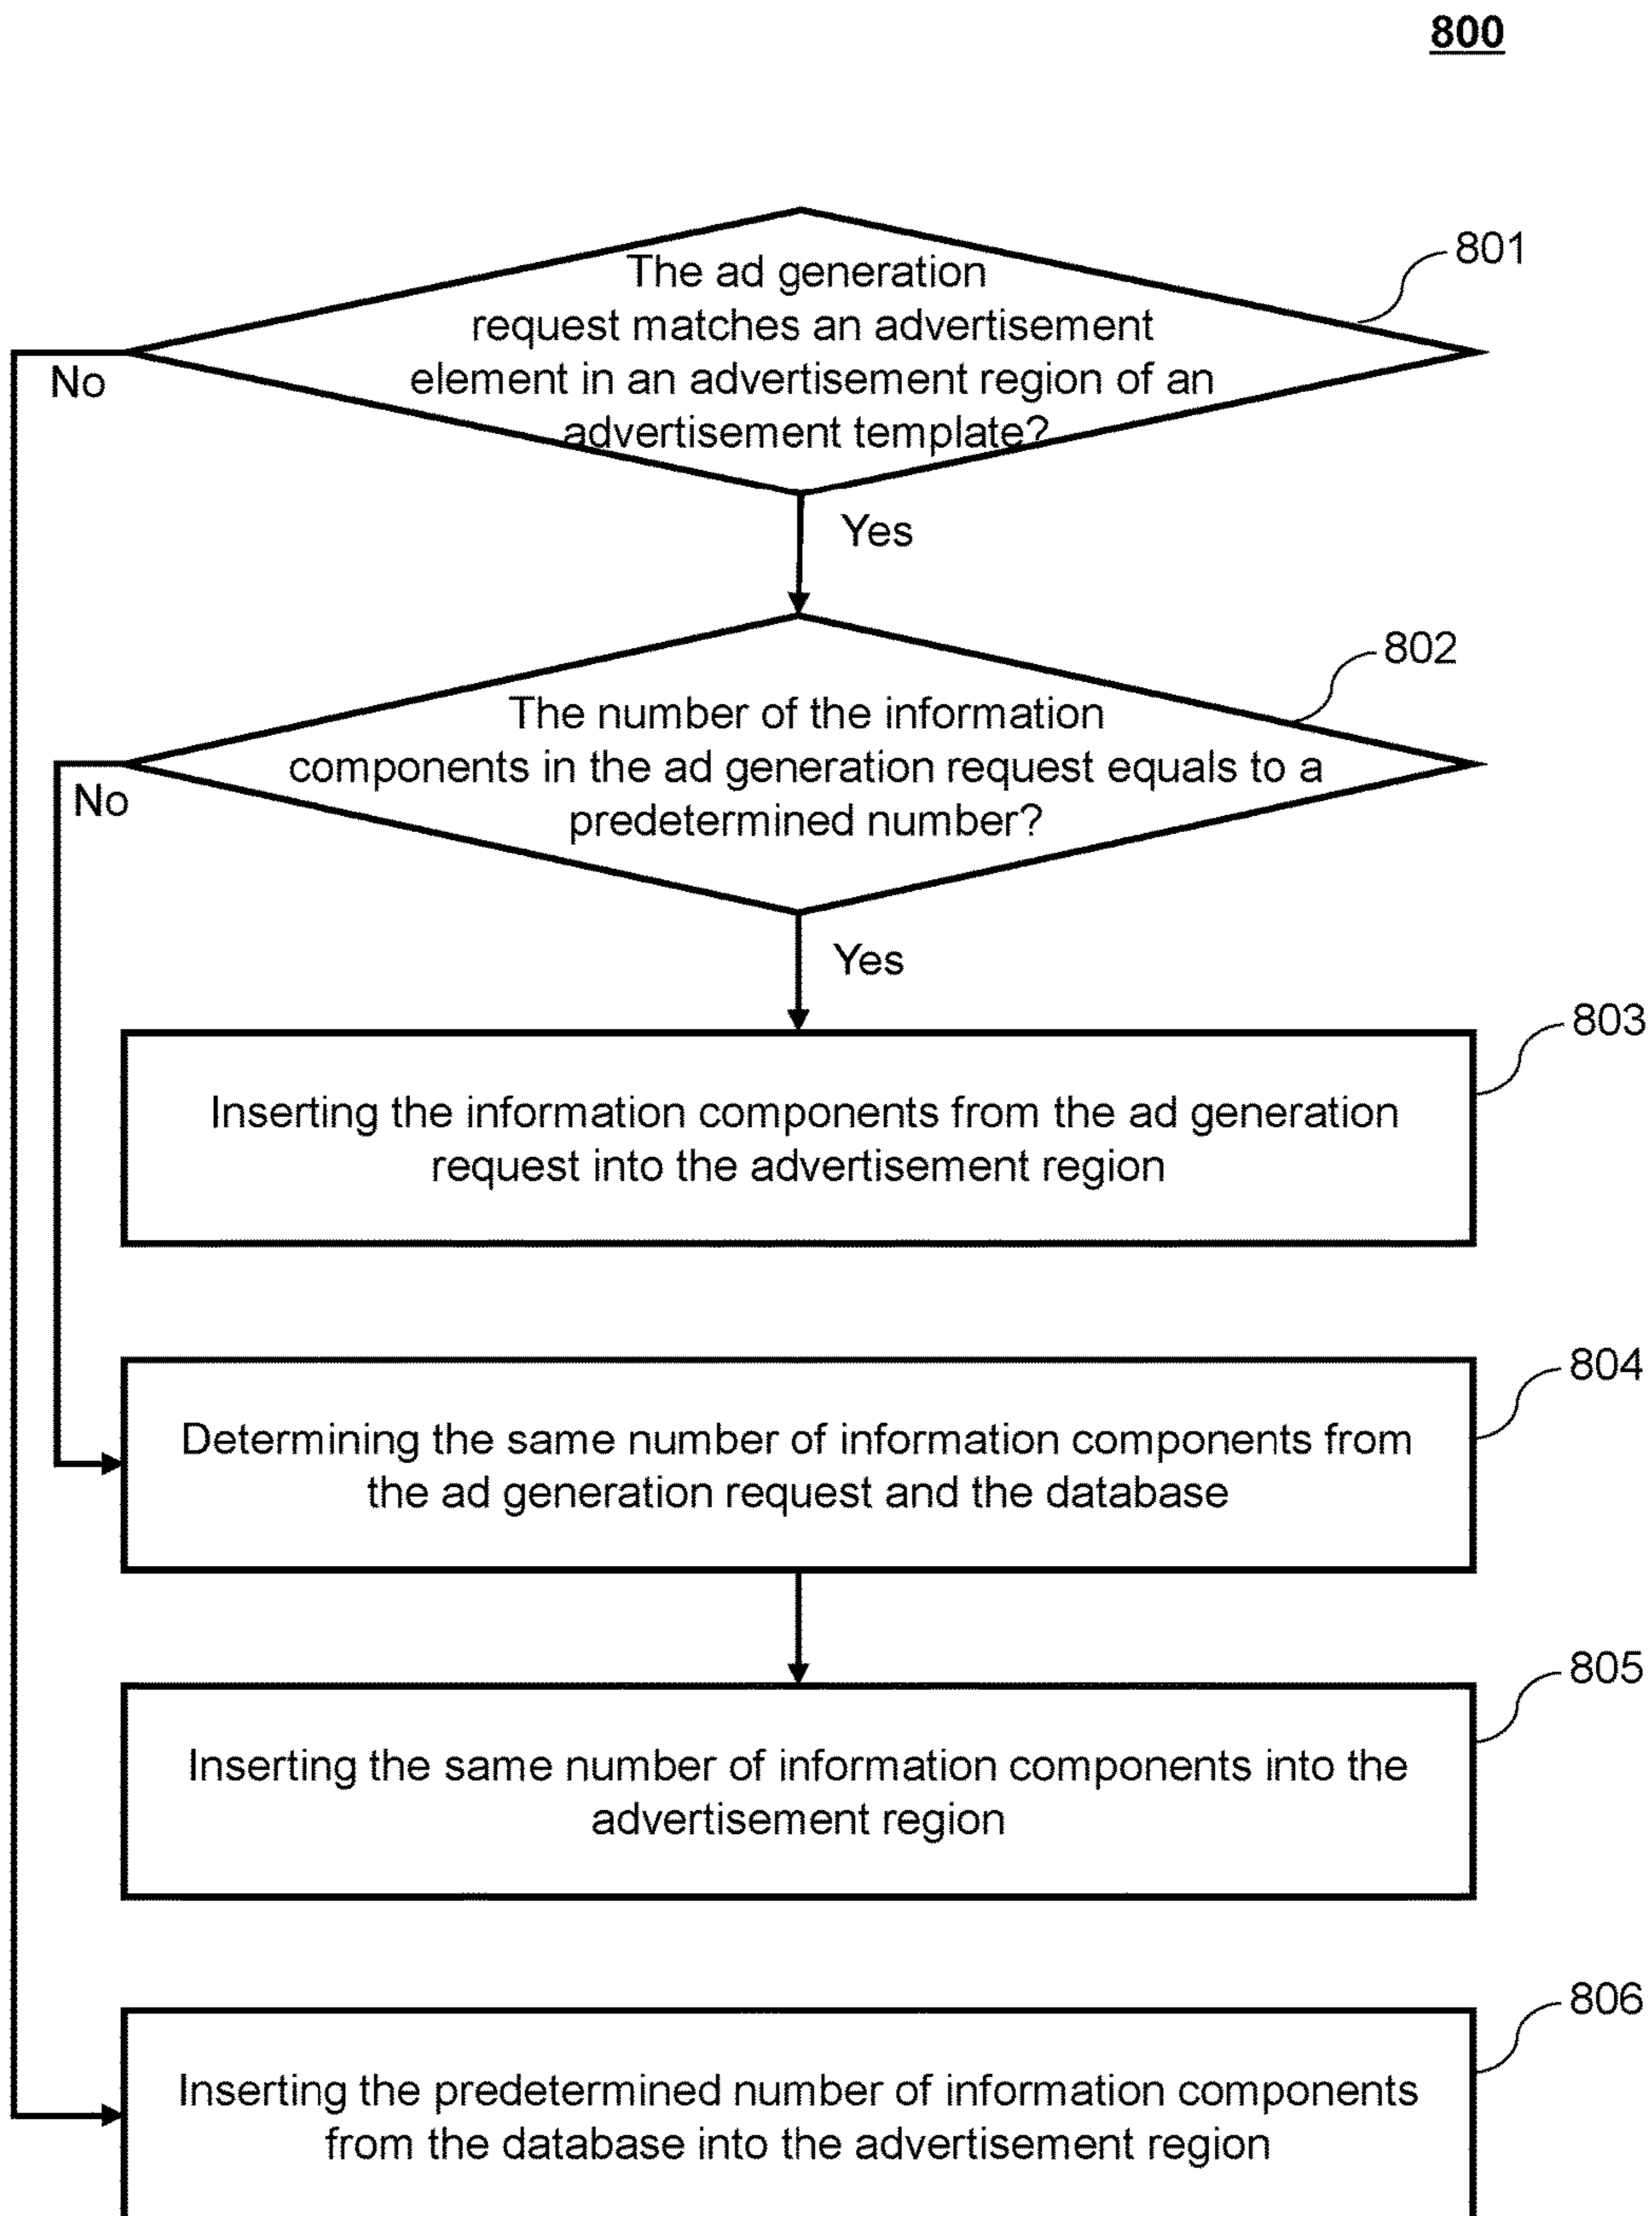 800
801
The ad generation
request matches an advertisement
element in an advertisement region of an
advertisement template?
No
Yes
802
The number of the information
components in the ad generation request equals to a
predetermined number?
No
Yes
803
Inserting the information components from the ad generation
request into the advertisement region
804
Determining the same number of information components from
the ad generation request and the database
805
Inserting the same number of information components into the
advertisement region
806
Inserting the predetermined number of information components
from the database into the advertisement region